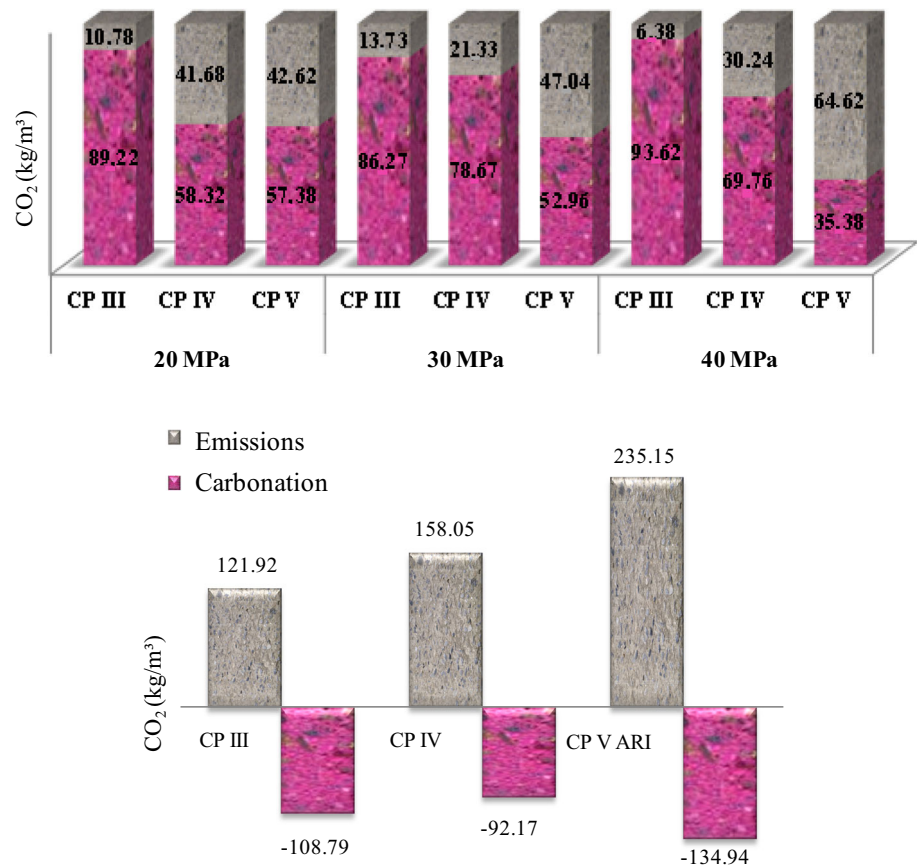 10.78 41.68 42.62 13.73 21.33 47.04 6.38 30.24 64.62
89.22 58.32 57.38 86.27 78.67 52.96 93.62 69.76 35.38
CO₂ (kg/m³)
CP III CP IV CP V CP III CP IV CP V CP III CP IV CP V
20 MPa 30 MPa 40 MPa
Emissions
Carbonation
235.15
158.05
121.92
CO₂ (kg/m³)
CP III CP IV CP V ARI
-108.79 -92.17 -134.94